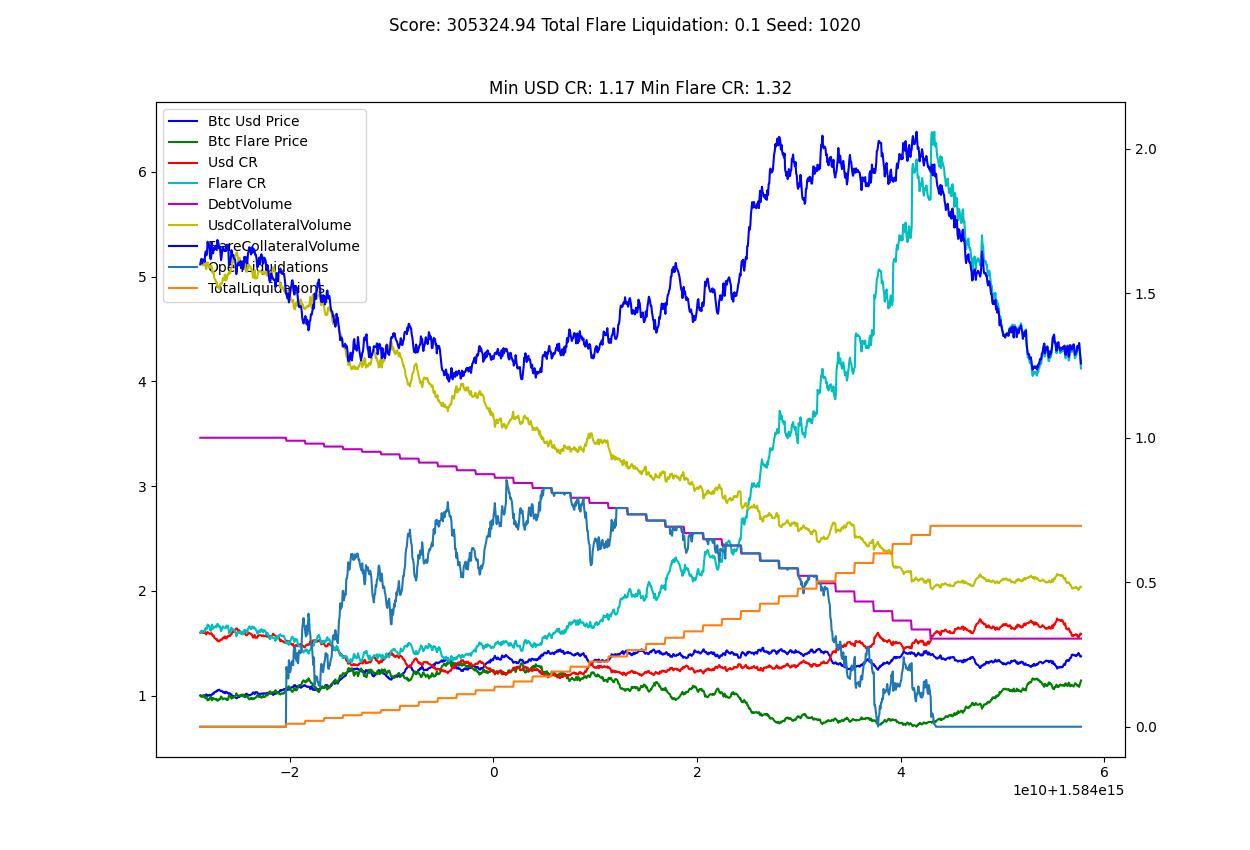 Score: 305324.94 Total Flare Liquidation: 0.1 Seed: 1020
Min USD CR: 1.17 Min Flare CR: 1.32
Btc Usd Price
Btc Flare Price
Usd CR
Flare CR
DebtVolume
UsdCollateralVolume
FlareCollateralVolume
OpenLiquidations
TotalLiquidations
6
5
4
3
2
1
2.0
1.5
1.0
0.5
0.0
−2
0
2
4
6
1e10+1.584e15